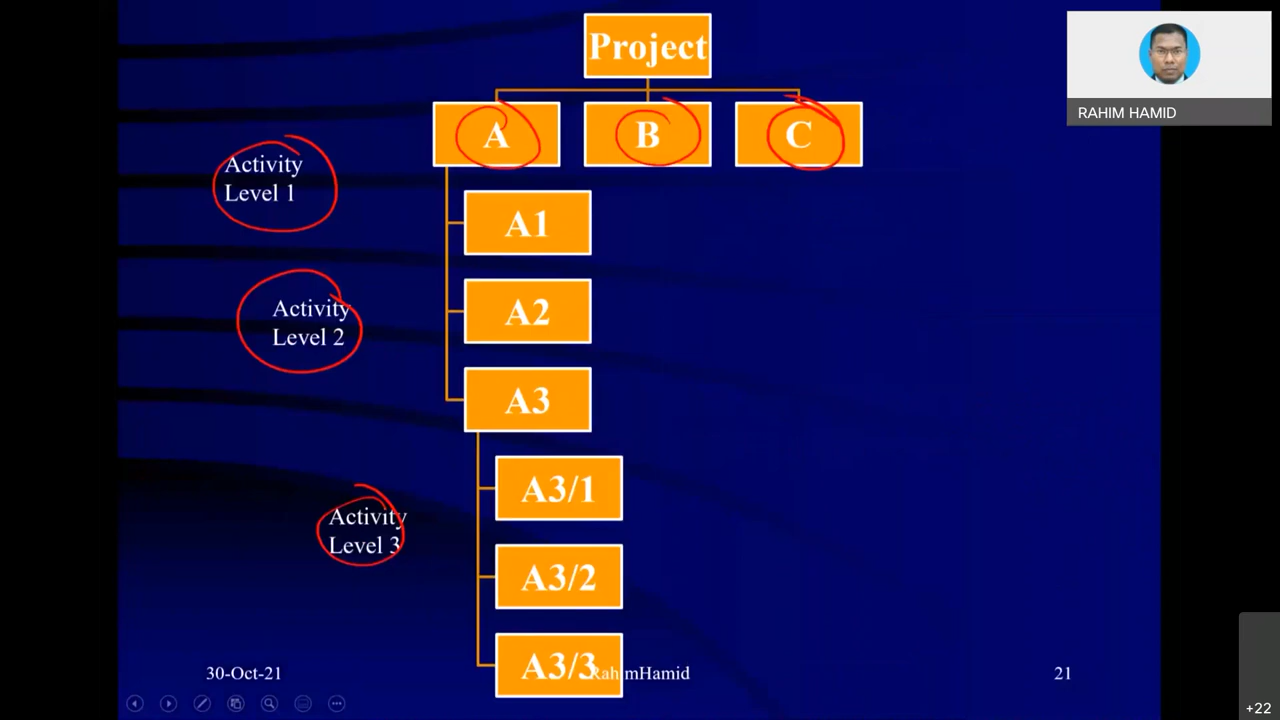 Project
RAHIM HAMID
A
B
C
Activity
Level 1
A1
Activity
Level 2
A2
A3
A3/1
Activity
Level 3
A3/2
A3/3
30-Oct-21
RahimHamid
21
+22